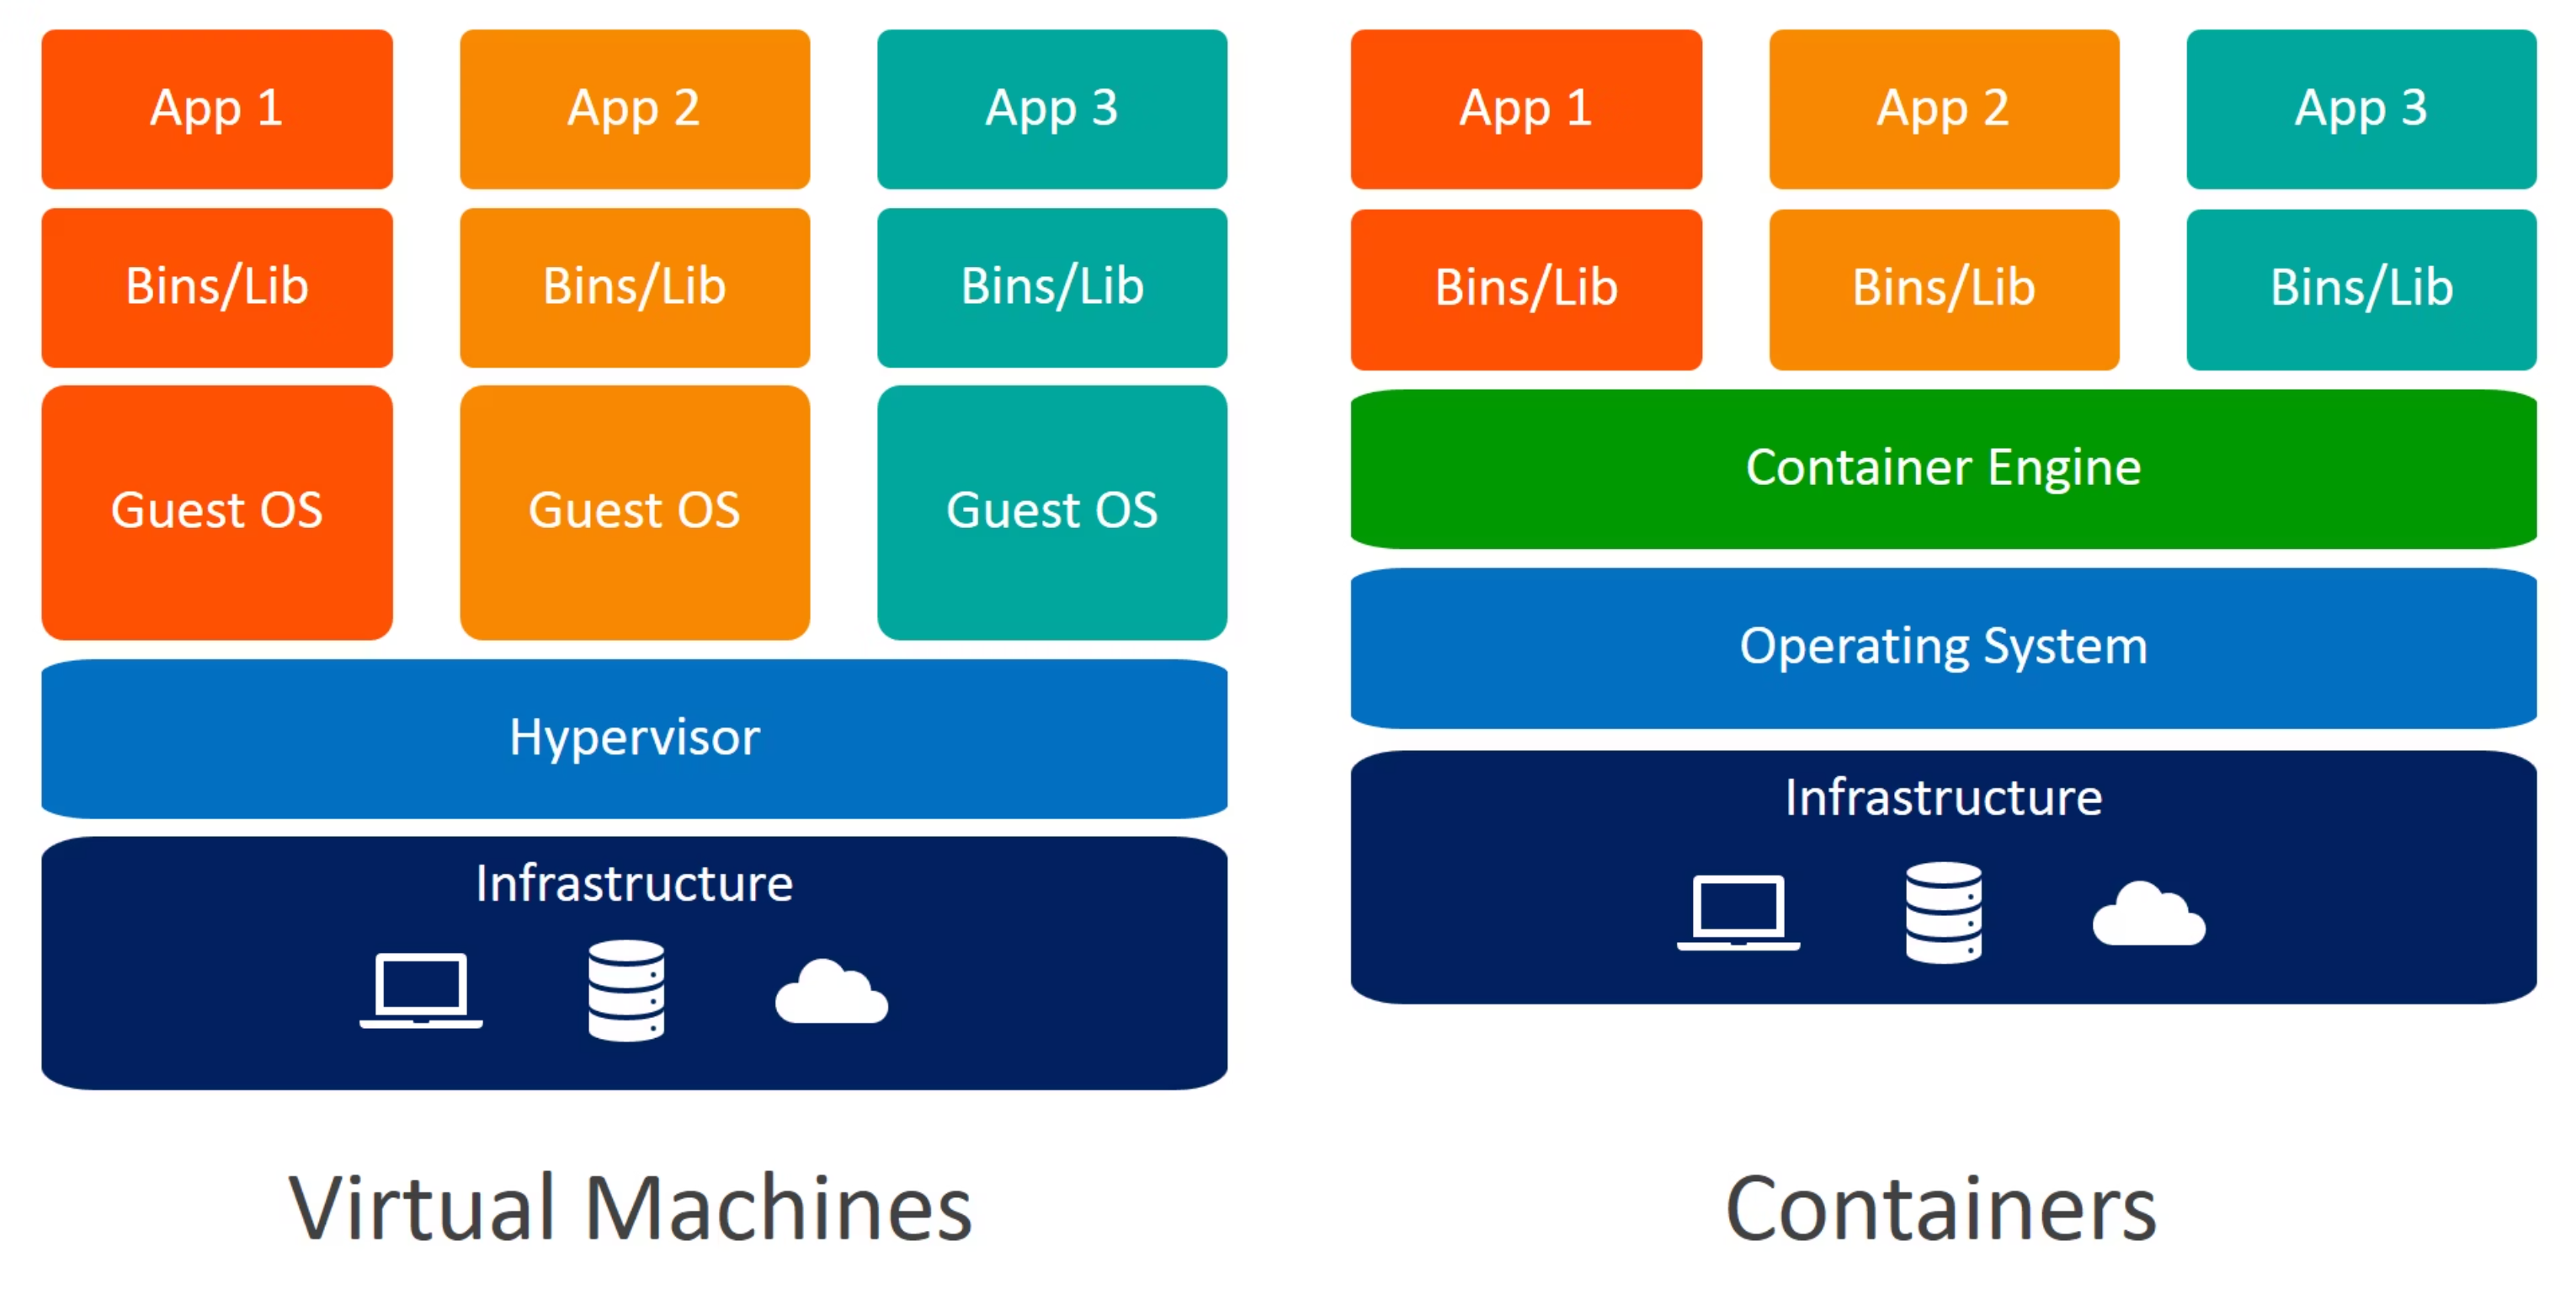 App 1
App 2
App 3
Bins/Lib
Bins/Lib
Bins/Lib
Guest OS
Guest OS
Guest OS
Hypervisor
Infrastructure
Virtual Machines
App 1
App 2
App 3
Bins/Lib
Bins/Lib
Bins/Lib
Container Engine
Operating System
Infrastructure
Containers